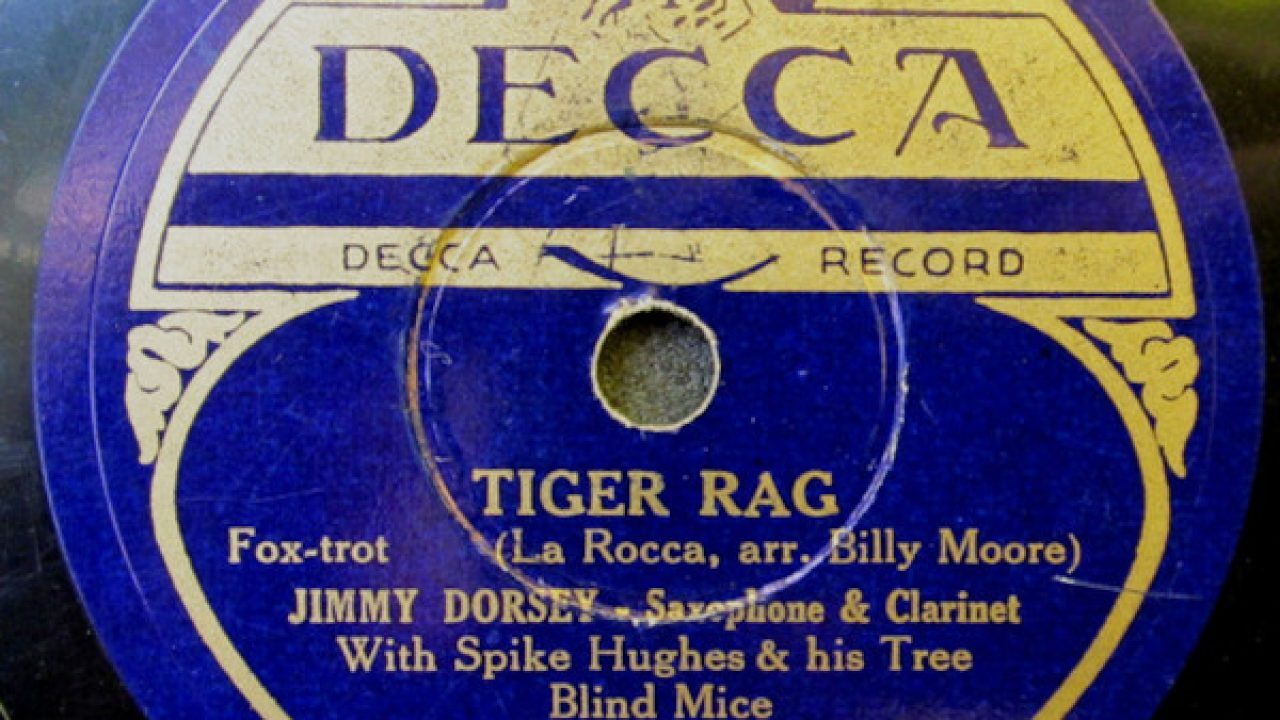 DECCA
DECCA RECORD
TIGER RAG
Fox-trot (La Rocca, arr. Billy Moore)
JIMMY DORSEY - Saxophone & Clarinet
With Spike Hughes & his Tree
Blind Mice